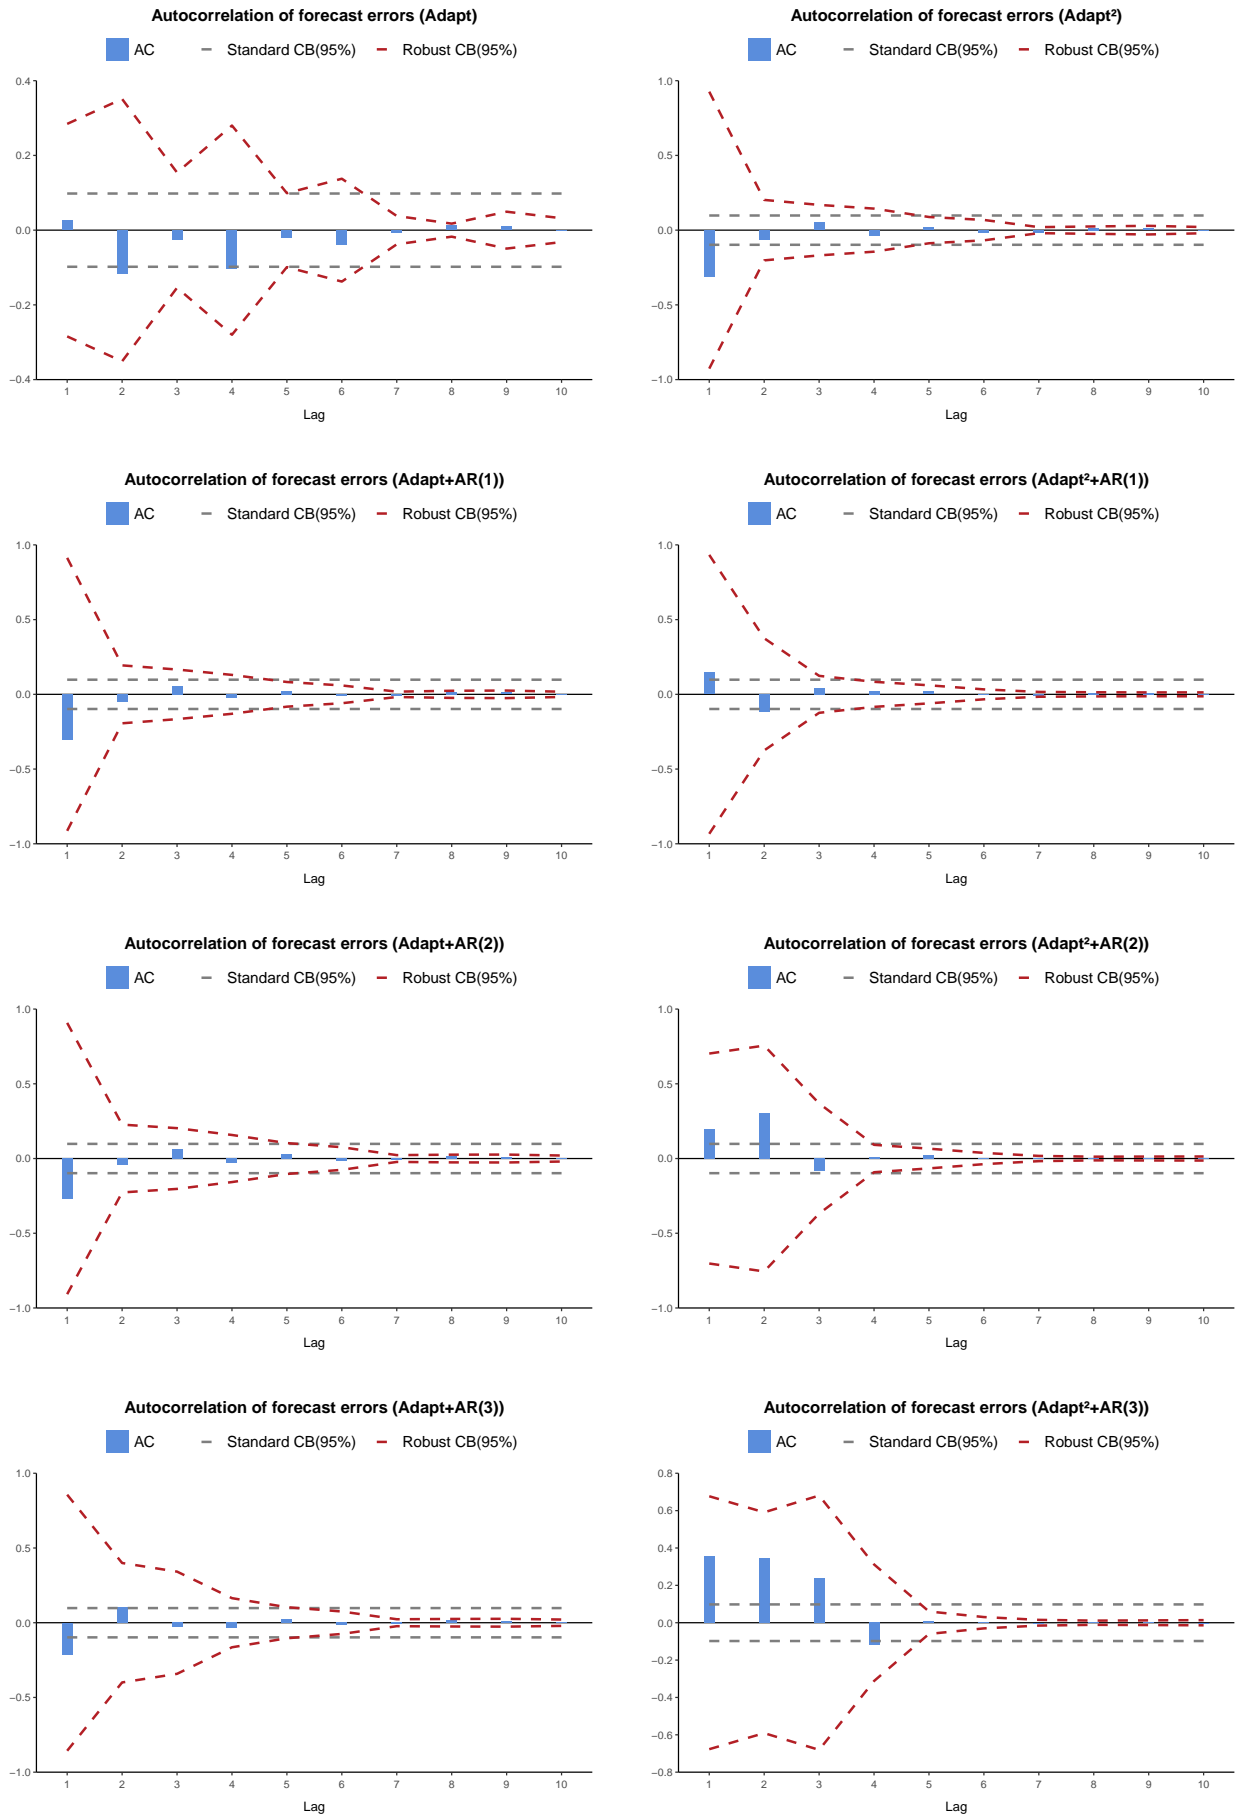 Autocorrelation of forecast errors (Adapt)
AC Standard CB(95%) Robust CB(95%)
0.4
0.2
0.0
−0.2
−0.4
1 2 3 4 5 6 7 8 9 10
Lag
Autocorrelation of forecast errors (Adapt²)
AC Standard CB(95%) Robust CB(95%)
1.0
0.5
0.0
−0.5
−1.0
1 2 3 4 5 6 7 8 9 10
Lag
Autocorrelation of forecast errors (Adapt+AR(1))
AC Standard CB(95%) Robust CB(95%)
1.0
0.5
0.0
−0.5
−1.0
1 2 3 4 5 6 7 8 9 10
Lag
Autocorrelation of forecast errors (Adapt²+AR(1))
AC Standard CB(95%) Robust CB(95%)
1.0
0.5
0.0
−0.5
−1.0
1 2 3 4 5 6 7 8 9 10
Lag
Autocorrelation of forecast errors (Adapt+AR(2))
AC Standard CB(95%) Robust CB(95%)
1.0
0.5
0.0
−0.5
−1.0
1 2 3 4 5 6 7 8 9 10
Lag
Autocorrelation of forecast errors (Adapt²+AR(2))
AC Standard CB(95%) Robust CB(95%)
1.0
0.5
0.0
−0.5
−1.0
1 2 3 4 5 6 7 8 9 10
Lag
Autocorrelation of forecast errors (Adapt+AR(3))
AC Standard CB(95%) Robust CB(95%)
1.0
0.5
0.0
−0.5
−1.0
1 2 3 4 5 6 7 8 9 10
Lag
Autocorrelation of forecast errors (Adapt²+AR(3))
AC Standard CB(95%) Robust CB(95%)
0.8
0.6
0.4
0.2
0.0
−0.2
−0.4
−0.6
−0.8
1 2 3 4 5 6 7 8 9 10
Lag